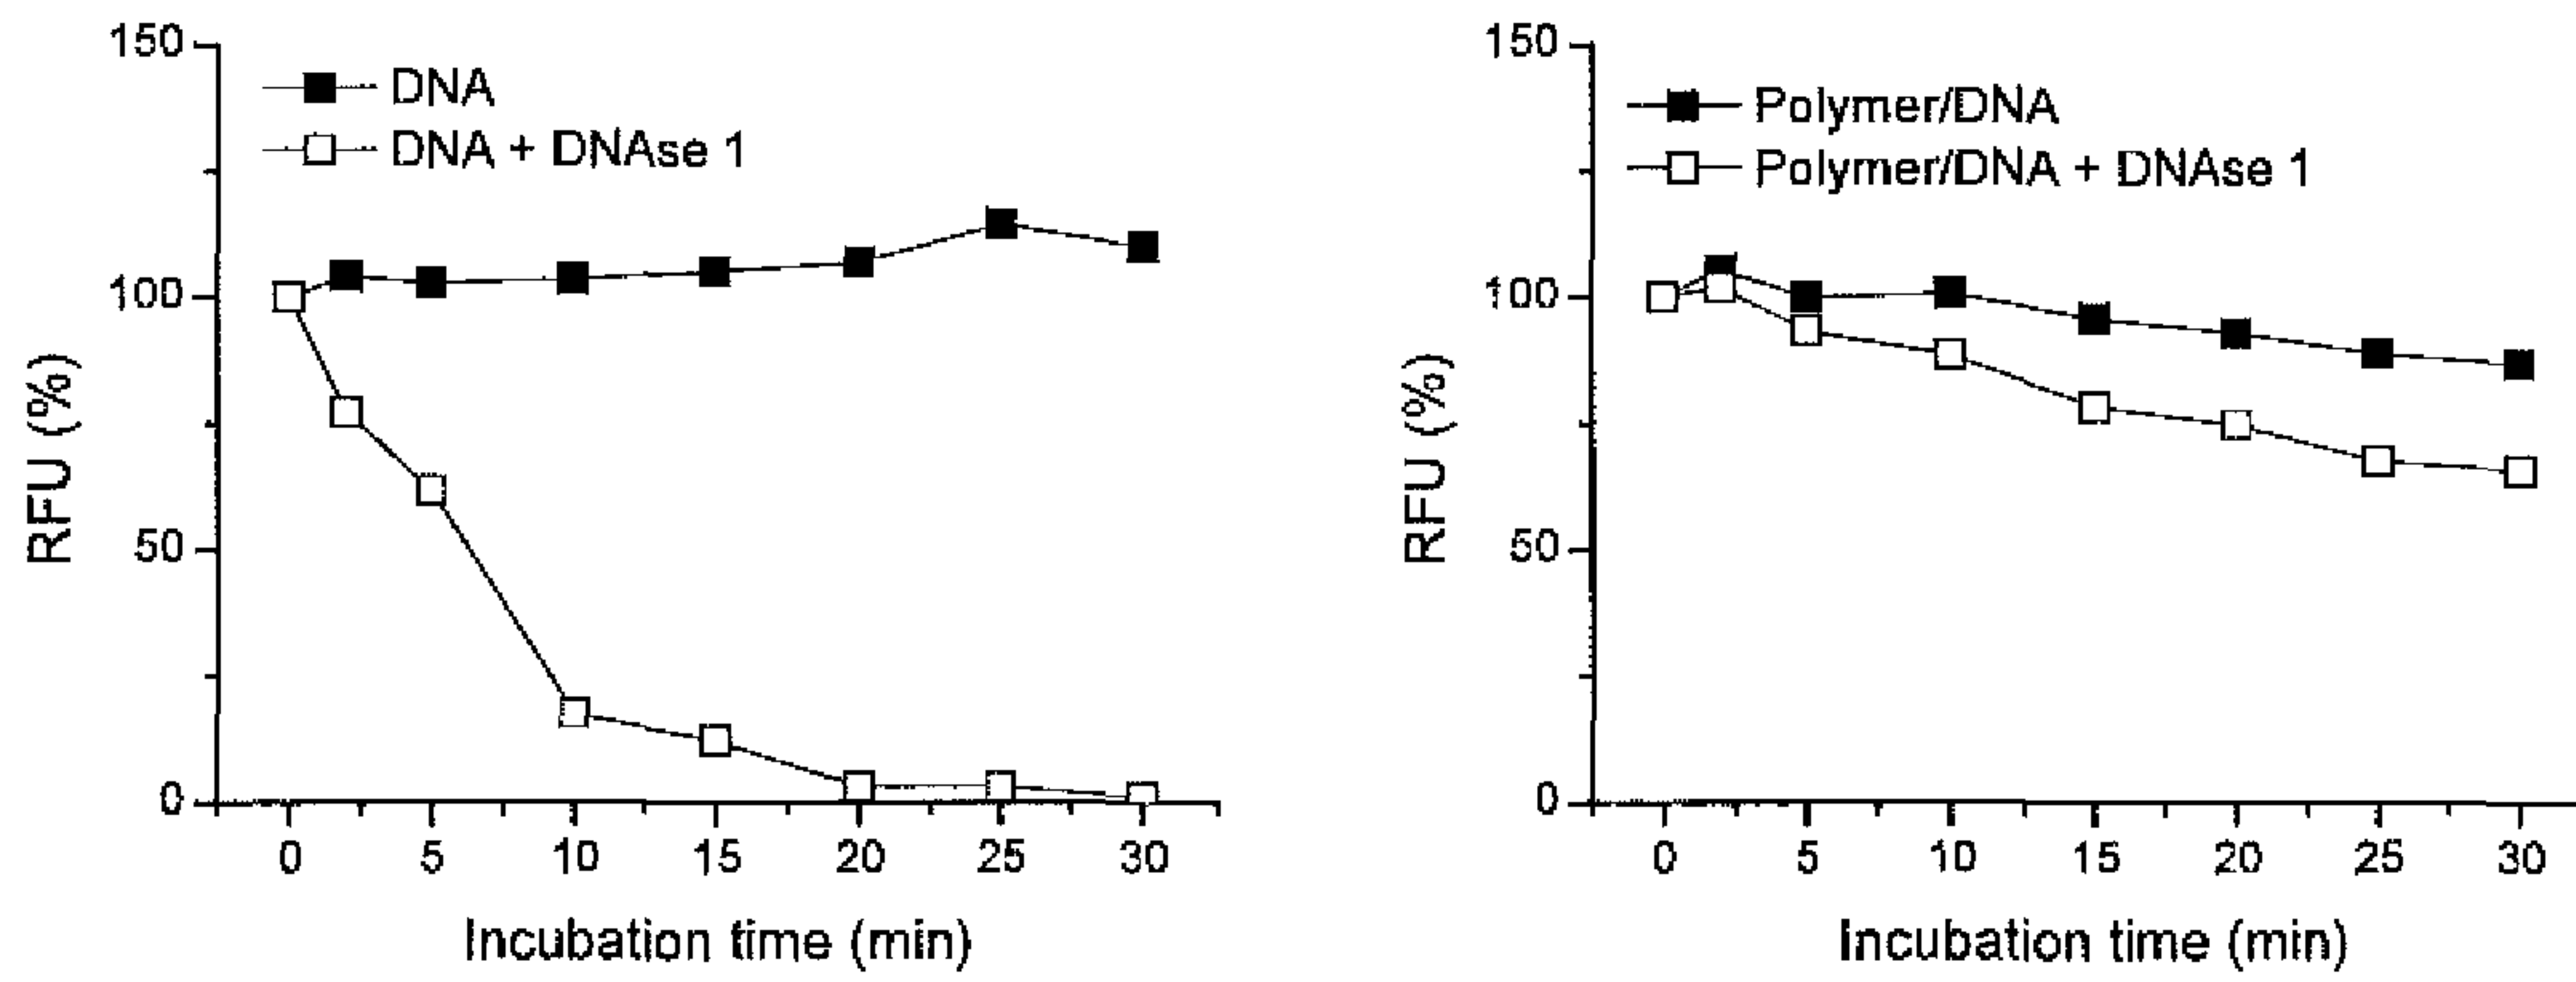 150
DNA
DNA + DNAse 1
100
RFU (%)
50
0
0 5 10 15 20 25 30
Incubation time (min)
150
Polymer/DNA
Polymer/DNA + DNAse 1
100
RFU (%)
50
0
0 5 10 15 20 25 30
Incubation time (min)